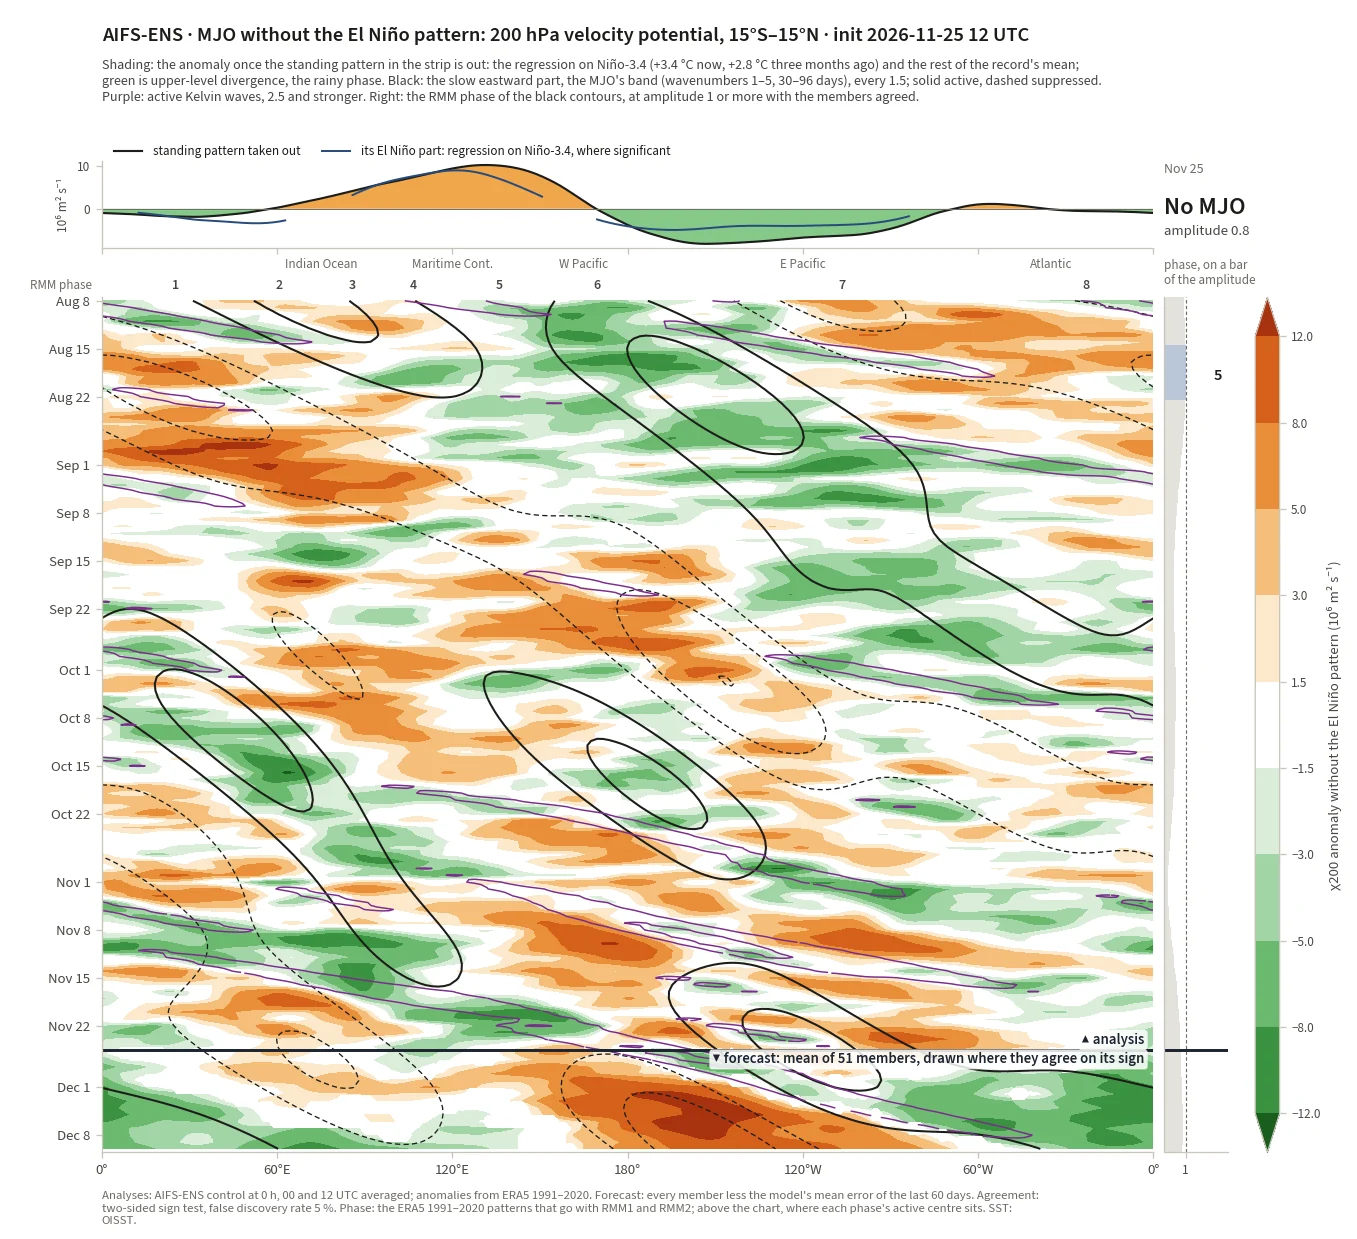 AIFS-ENS · MJO without the El Niño pattern: 200 hPa velocity potential, 15°S–15°N · init 2026-11-25 12 UTC
Shading: the anomaly once the standing pattern in the strip is out: the regression on Niño-3.4 (+3.4 °C now, +2.8 °C three months ago) and the rest of the record's mean;
green is upper-level divergence, the rainy phase. Black: the slow eastward part, the MJO's band (wavenumbers 1–5, 30–96 days), every 1.5; solid active, dashed suppressed.
Purple: active Kelvin waves, 2.5 and stronger. Right: the RMM phase of the black contours, at amplitude 1 or more with the members agreed.
standing pattern taken out
its El Niño part: regression on Niño-3.4, where significant
10
0
10⁶ m² s⁻¹
Nov 25
No MJO
amplitude 0.8
phase, on a bar
of the amplitude
Indian Ocean
Maritime Cont.
W Pacific
E Pacific
Atlantic
RMM phase
1
2
3
4
5
6
7
8
Aug 8
Aug 15
Aug 22
Sep 1
Sep 8
Sep 15
Sep 22
Oct 1
Oct 8
Oct 15
Oct 22
Nov 1
Nov 8
Nov 15
Nov 22
Dec 1
Dec 8
5
▲ analysis
▼ forecast: mean of 51 members, drawn where they agree on its sign
0°
60°E
120°E
180°
120°W
60°W
0°
1
12.0
8.0
5.0
3.0
1.5
−1.5
−3.0
−5.0
−8.0
−12.0
χ200 anomaly without the El Niño pattern (10⁶ m² s⁻¹)
Analyses: AIFS-ENS control at 0 h, 00 and 12 UTC averaged; anomalies from ERA5 1991–2020. Forecast: every member less the model's mean error of the last 60 days. Agreement:
two-sided sign test, false discovery rate 5 %. Phase: the ERA5 1991–2020 patterns that go with RMM1 and RMM2; above the chart, where each phase's active centre sits. SST:
OISST.